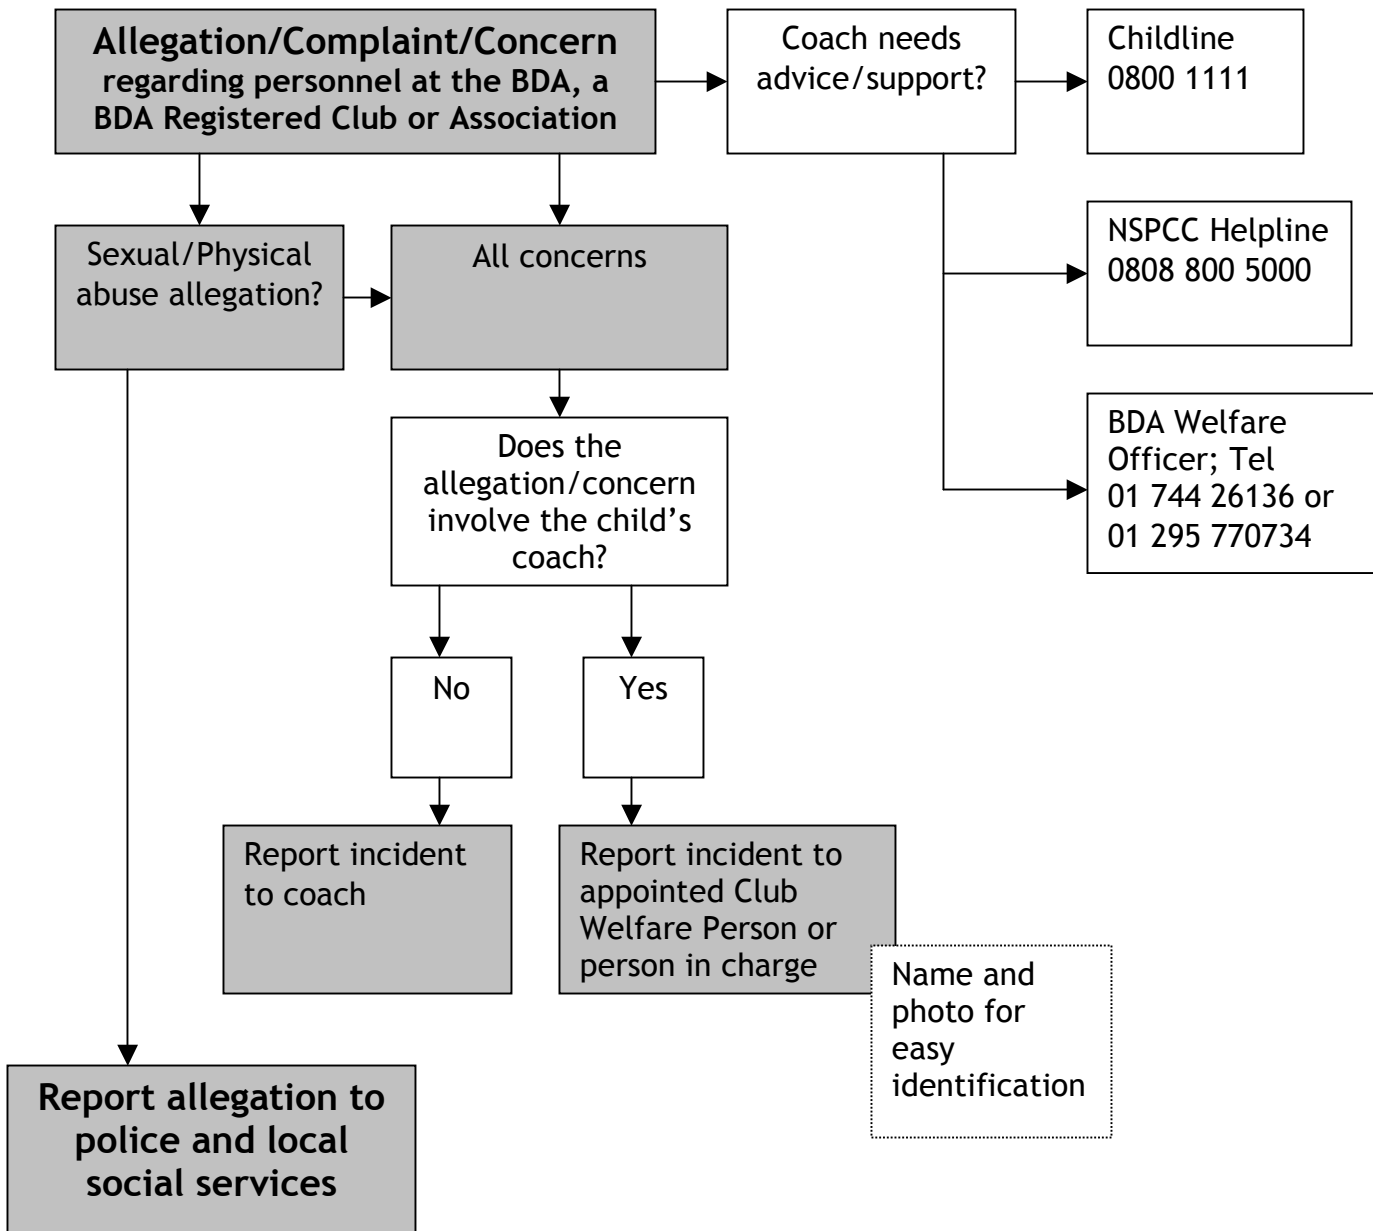 Allegation/Complaint/Concern
regarding personnel at the BDA, a
BDA Registered Club or Association
Coach needs
advice/support?
Childline
0800 1111
Sexual/Physical
abuse allegation?
All concerns
NSPCC Helpline
0808 800 5000
Does the
allegation/concern
involve the child’s
coach?
BDA Welfare
Officer; Tel
01 744 26136 or
01 295 770734
No
Yes
Report incident
to coach
Report incident to
appointed Club
Welfare Person or
person in charge
Name and
photo for
easy
identification
Report allegation to
police and local
social services